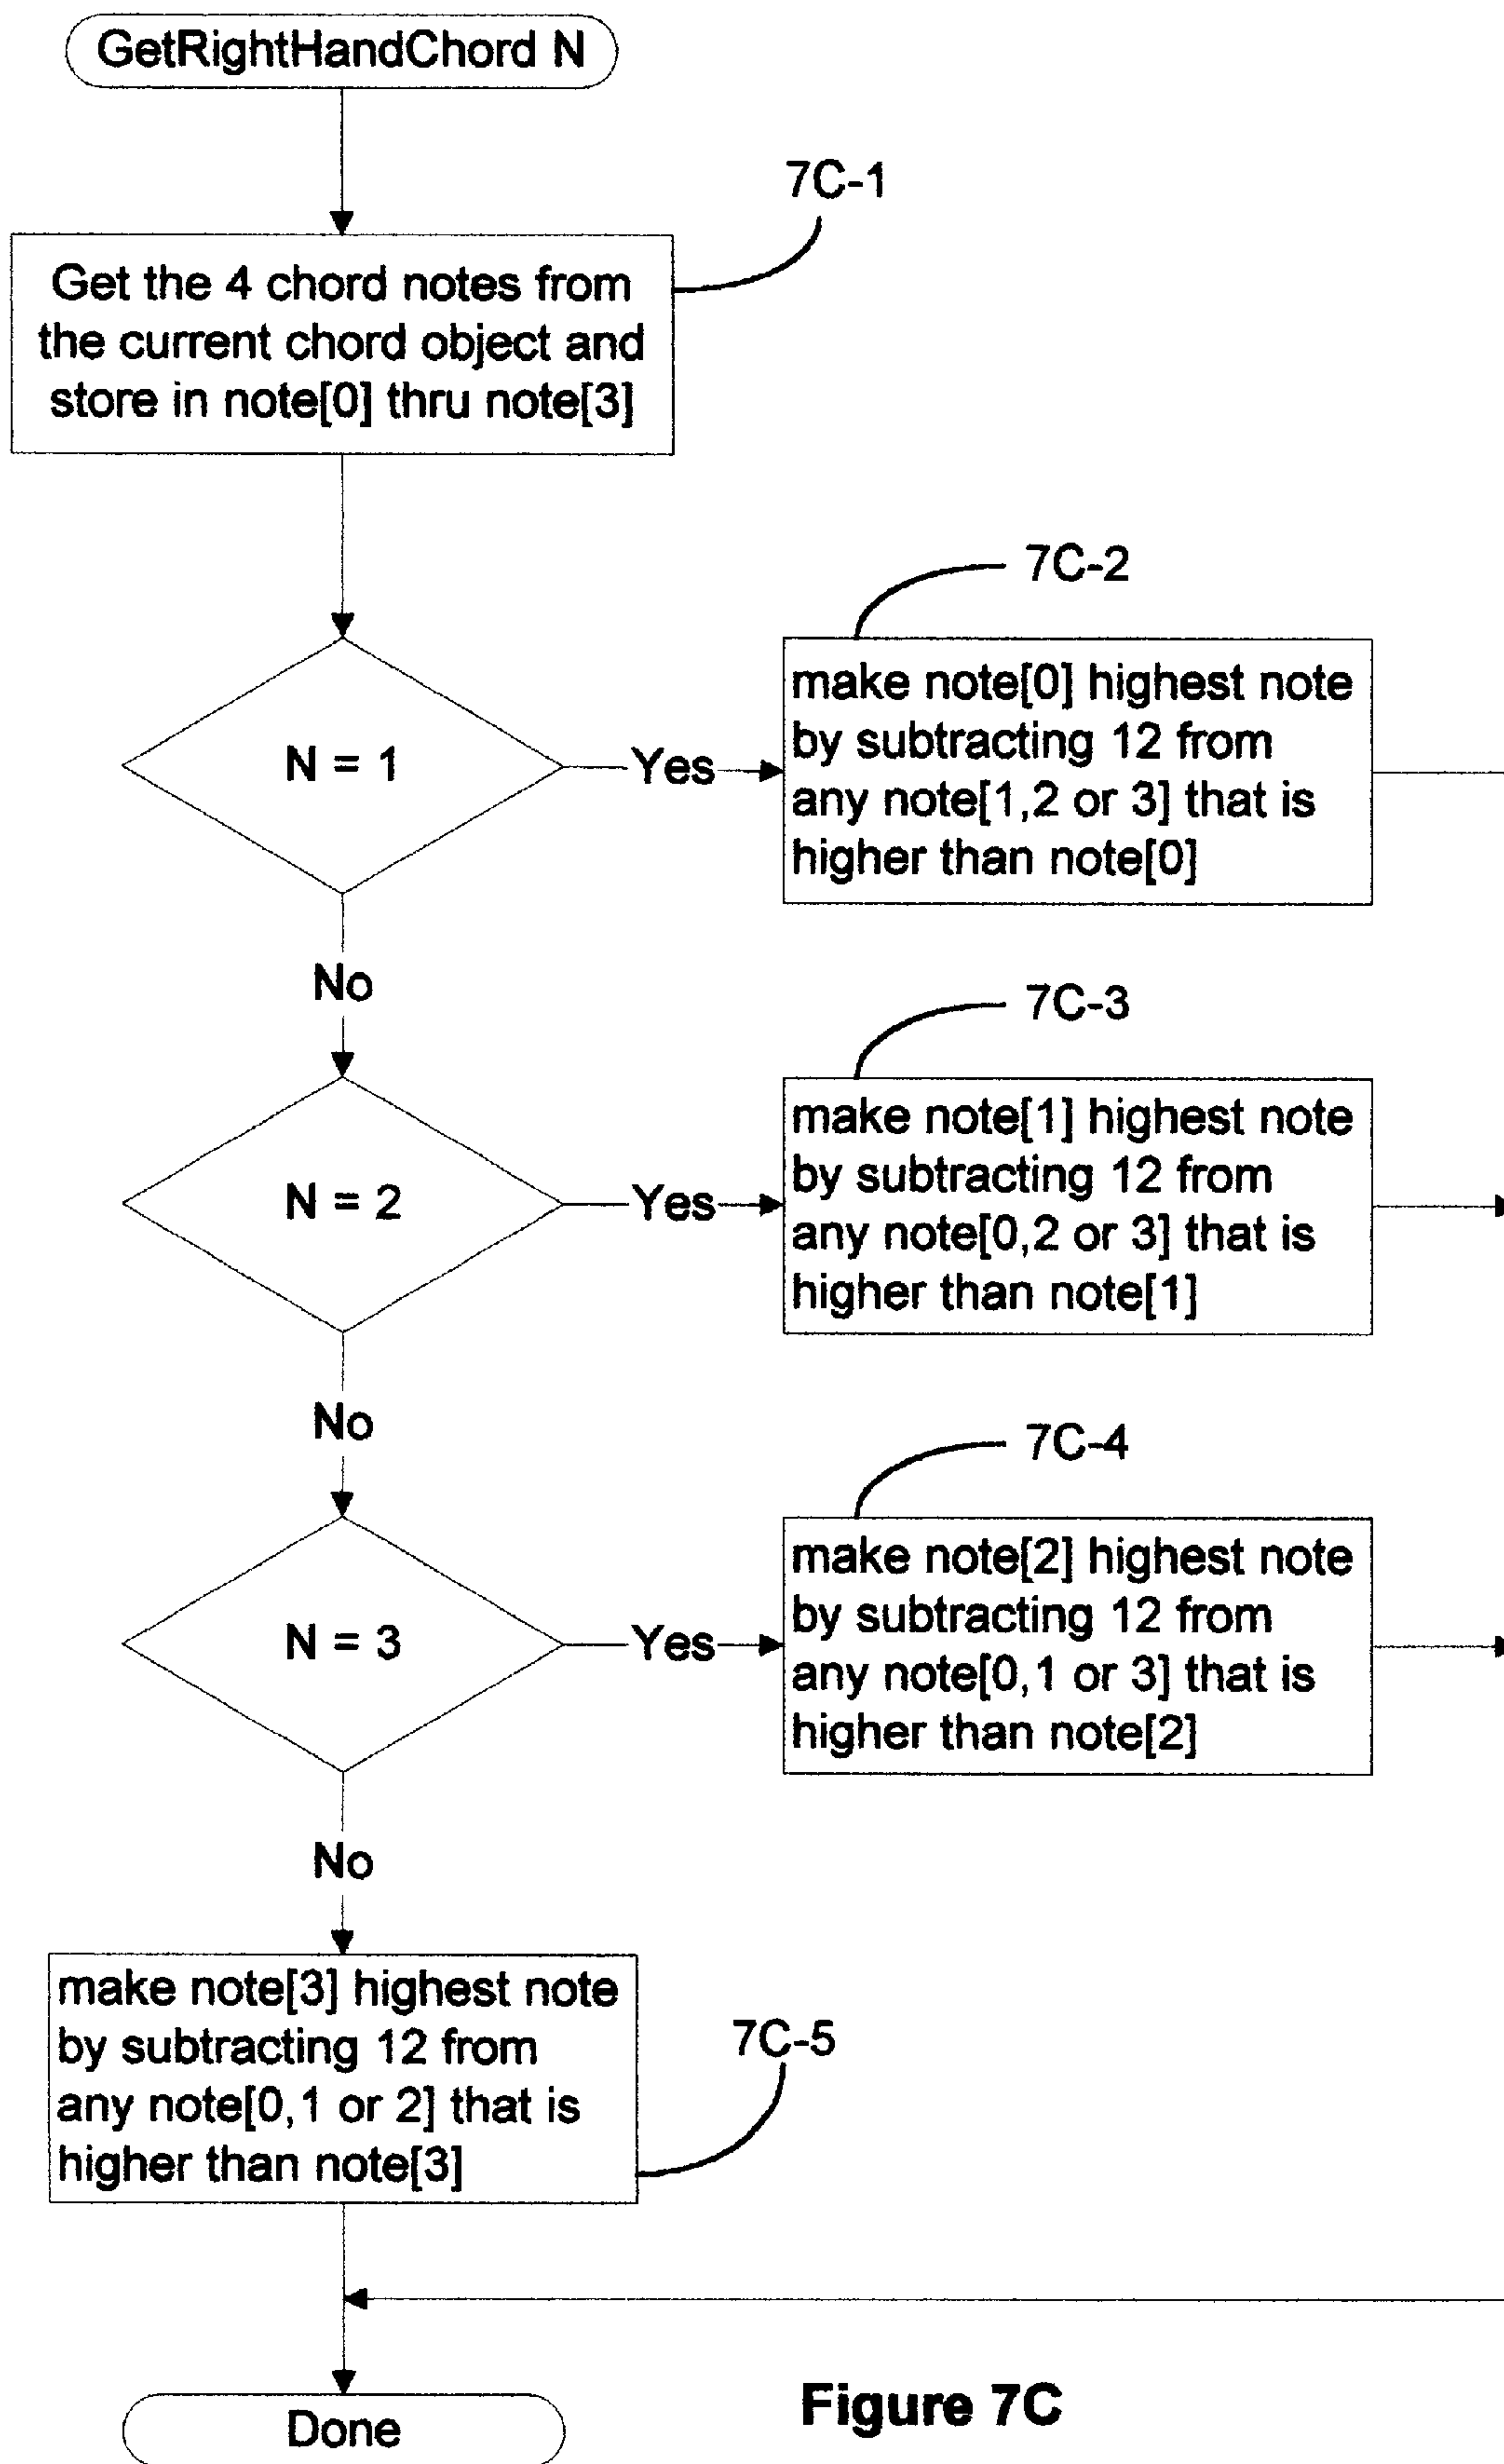 GetRightHandChord N
7C-1
Get the 4 chord notes from
the current chord object and
store in note[0] thru note[3]
7C-2
N = 1
Yes
make note[0] highest note
by subtracting 12 from
any note[1,2 or 3] that is
higher than note[0]
No
7C-3
N = 2
Yes
make note[1] highest note
by subtracting 12 from
any note[0,2 or 3] that is
higher than note[1]
No
7C-4
N = 3
Yes
make note[2] highest note
by subtracting 12 from
any note[0,1 or 3] that is
higher than note[2]
No
make note[3] highest note
by subtracting 12 from
any note[0,1 or 2] that is
higher than note[3]
7C-5
Done
Figure 7C